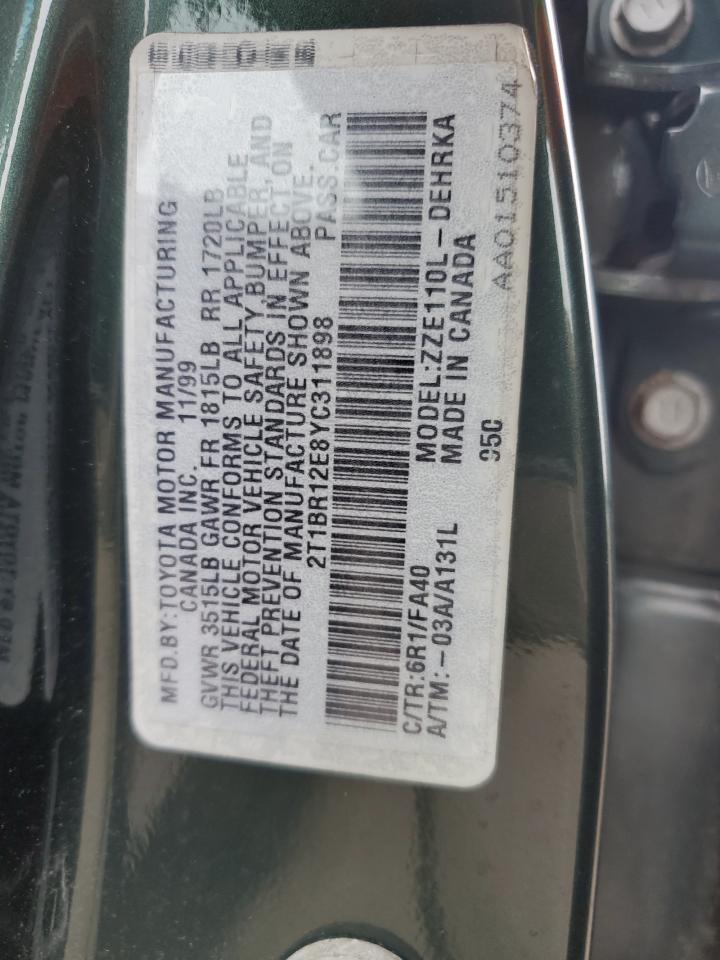 MFD.BY:TOYOTA MOTOR MANUFACTURING
CANADA INC. 11/99
GVWR 3515LB GAWR FR 1815LB RR 1720LB
THIS VEHICLE CONFORMS TO ALL APPLICABLE
FEDERAL MOTOR VEHICLE SAFETY,BUMPER, AND
THEFT PREVENTION STANDARDS IN EFFECT ON
THE DATE OF MANUFACTURE SHOWN ABOVE.
2T1BR12E8YC311898 PASS.CAR
C/TR:6R1/FA40 MODEL:ZZE110L-DEHRKA
A/TM:-03A/A131L MADE IN CANADA
95C
AA01510374